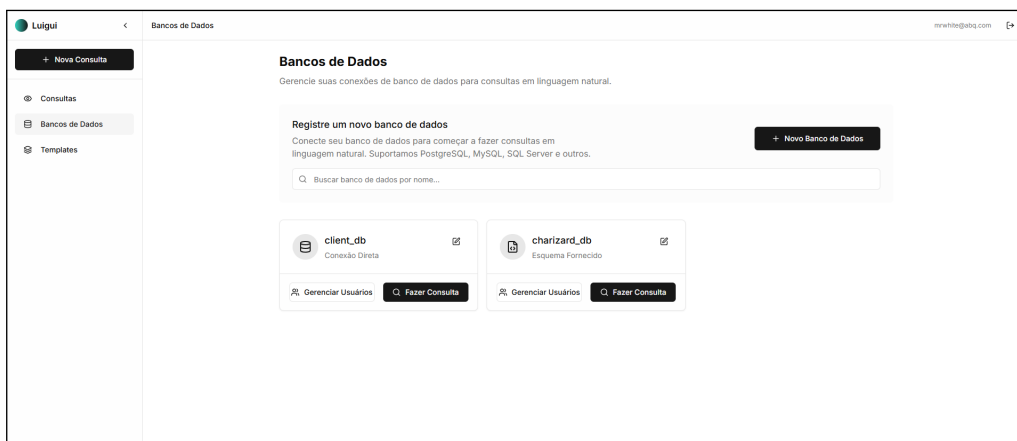 Luigui
Bancos de Dados
mrwhite@abq.com
+ Nova Consulta
Consultas
Bancos de Dados
Templates
Bancos de Dados
Gerencie suas conexões de banco de dados para consultas em linguagem natural.
Registre um novo banco de dados
Conecte seu banco de dados para começar a fazer consultas em
linguagem natural. Suportamos PostgreSQL, MySQL, SQL Server e outros.
+ Novo Banco de Dados
Buscar banco de dados por nome...
client_db
Conexão Direta
Gerenciar Usuários
Fazer Consulta
charizard_db
Esquema Fornecido
Gerenciar Usuários
Fazer Consulta